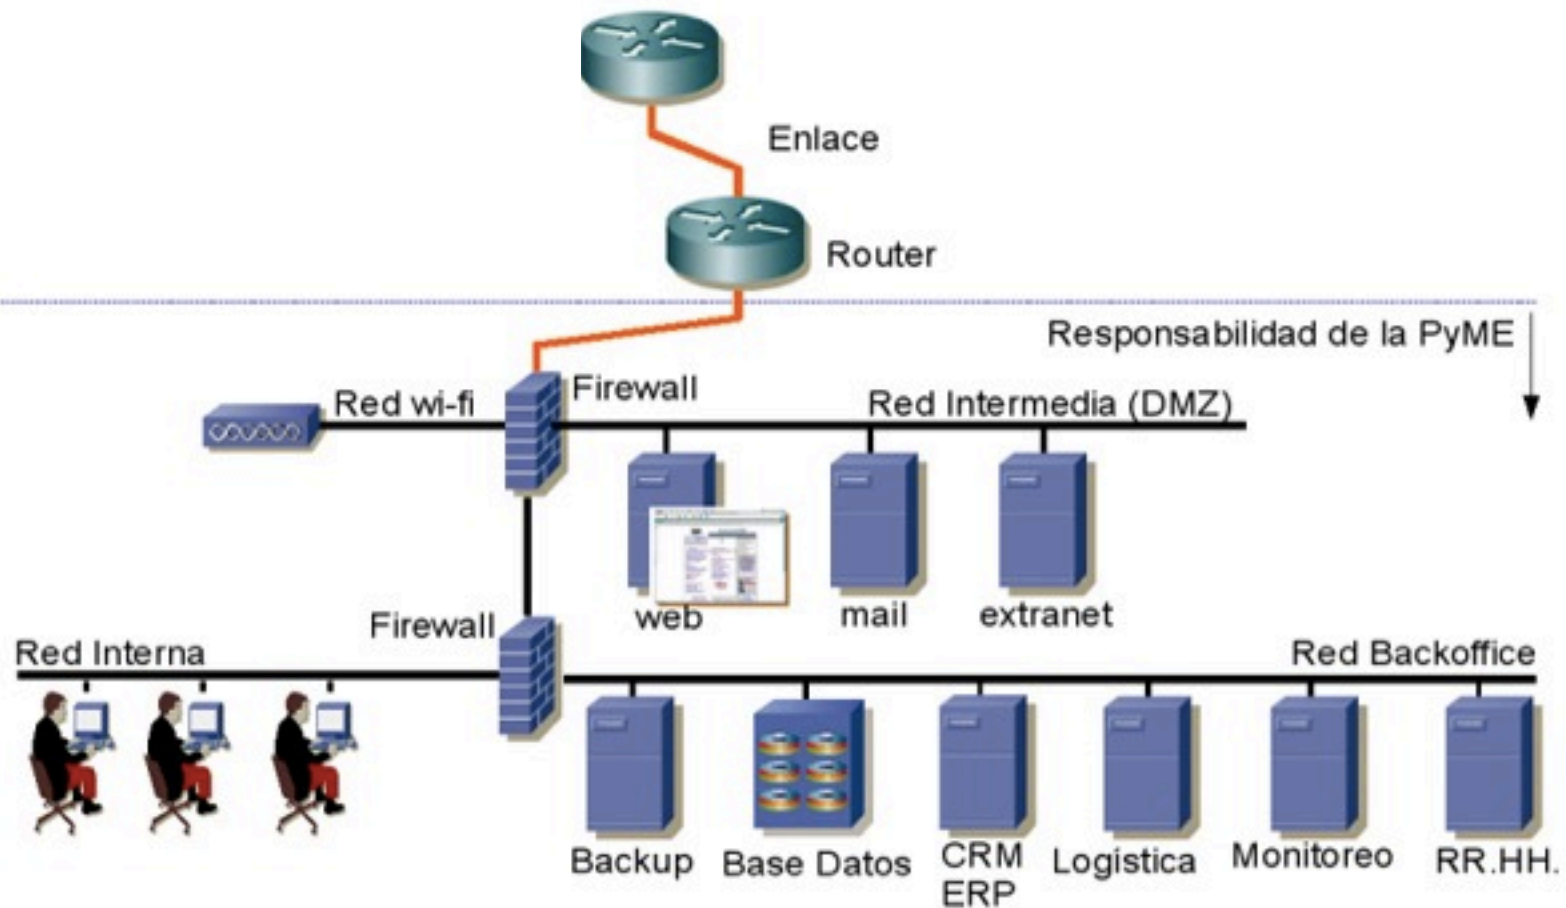 Enlace
Router
Responsabilidad de la PyME
Red wi-fi
Firewall
Red Intermedia (DMZ)
web
mail
extranet
Firewall
Red Interna
Red Backoffice
Backup
Base Datos
CRM
ERP
Logistica
Monitoreo
RR.HH.